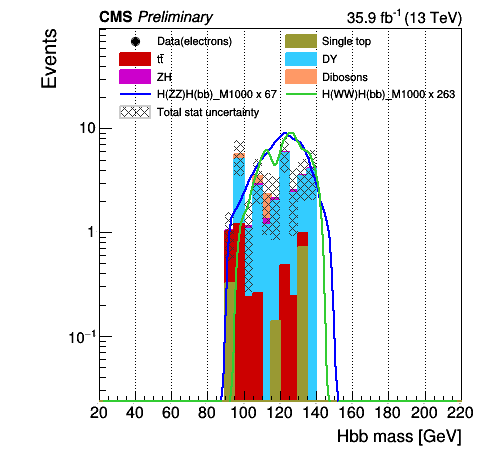 CMS Preliminary 35.9 fb⁻¹ (13 TeV)
Events
Data(electrons) Single top
tt̅ DY
ZH Dibosons
H(ZZ)H(bb)_M1000 x 67 H(WW)H(bb)_M1000 x 263
Total stat uncertainty
10
1
10⁻¹
20 40 60 80 100 120 140 160 180 200 220
Hbb mass [GeV]